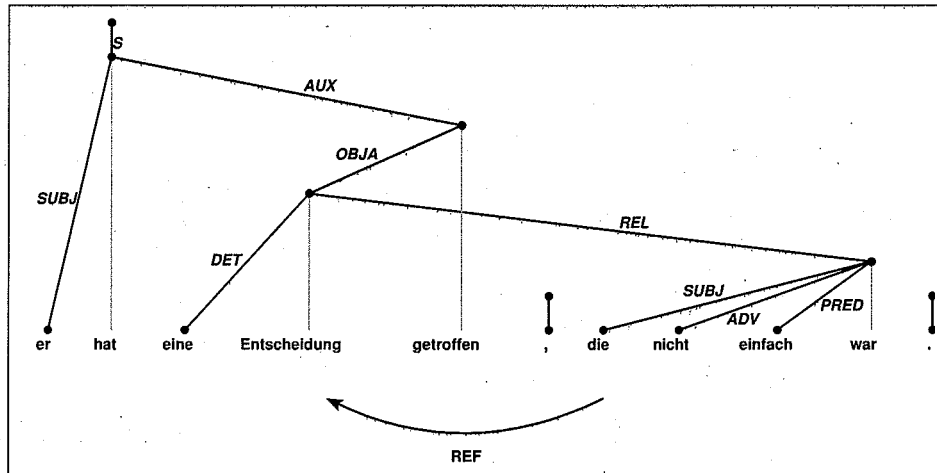 S
AUX
OBJA
SUBJ
REL
DET
SUBJ
PRED
ADV
er hat eine Entscheidung getroffen , die nicht einfach war .
REF